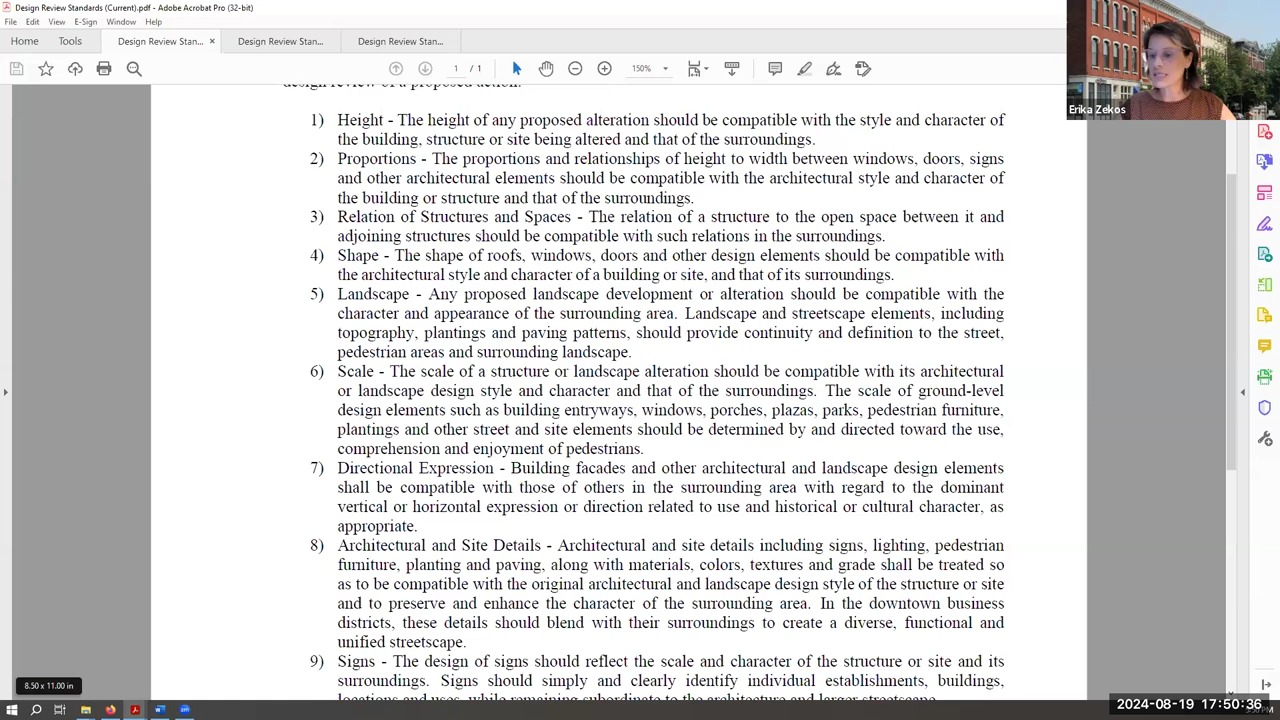 Design Review Standards (Current).pdf - Adobe Acrobat Pro (32-bit)
File Edit View E-Sign Window Help
Home Tools Design Review Stan... × Design Review Stan... Design Review Stan...
1 / 1 150%
Erika Zekos
design review of a proposed action.
1) Height - The height of any proposed alteration should be compatible with the style and character of
the building, structure or site being altered and that of the surroundings.
2) Proportions - The proportions and relationships of height to width between windows, doors, signs
and other architectural elements should be compatible with the architectural style and character of
the building or structure and that of the surroundings.
3) Relation of Structures and Spaces - The relation of a structure to the open space between it and
adjoining structures should be compatible with such relations in the surroundings.
4) Shape - The shape of roofs, windows, doors and other design elements should be compatible with
the architectural style and character of a building or site, and that of its surroundings.
5) Landscape - Any proposed landscape development or alteration should be compatible with the
character and appearance of the surrounding area. Landscape and streetscape elements, including
topography, plantings and paving patterns, should provide continuity and definition to the street,
pedestrian areas and surrounding landscape.
6) Scale - The scale of a structure or landscape alteration should be compatible with its architectural
or landscape design style and character and that of the surroundings. The scale of ground-level
design elements such as building entryways, windows, porches, plazas, parks, pedestrian furniture,
plantings and other street and site elements should be determined by and directed toward the use,
comprehension and enjoyment of pedestrians.
7) Directional Expression - Building facades and other architectural and landscape design elements
shall be compatible with those of others in the surrounding area with regard to the dominant
vertical or horizontal expression or direction related to use and historical or cultural character, as
appropriate.
8) Architectural and Site Details - Architectural and site details including signs, lighting, pedestrian
furniture, planting and paving, along with materials, colors, textures and grade shall be treated so
as to be compatible with the original architectural and landscape design style of the structure or site
and to preserve and enhance the character of the surrounding area. In the downtown business
districts, these details should blend with their surroundings to create a diverse, functional and
unified streetscape.
9) Signs - The design of signs should reflect the scale and character of the structure or site and its
surroundings. Signs should simply and clearly identify individual establishments, buildings,
locations and uses, while remaining subordinate to the architecture and larger streetscape.
8.50 x 11.00 in
2024-08-19 17:50:36